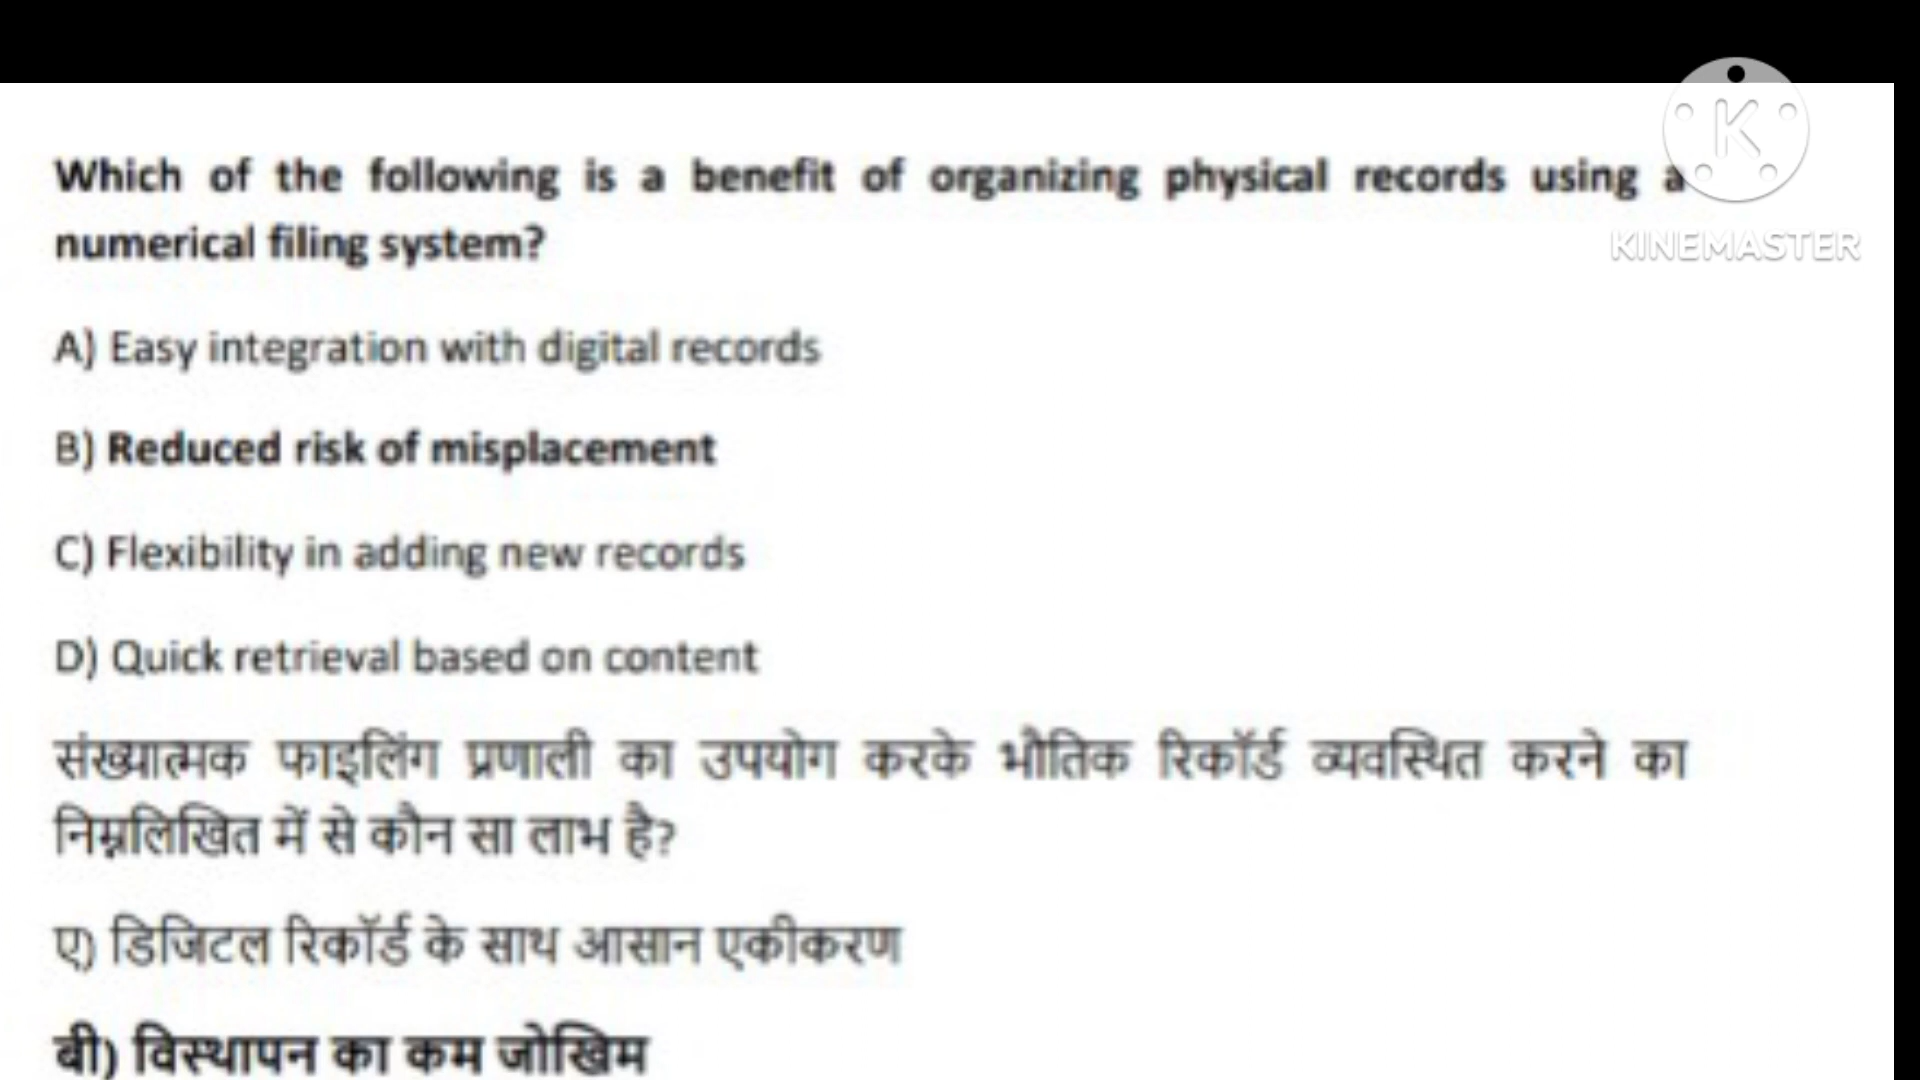 Which of the following is a benefit of organizing physical records using a
numerical filing system?
A) Easy integration with digital records
B) Reduced risk of misplacement
C) Flexibility in adding new records
D) Quick retrieval based on content
संख्यात्मक फाइलिंग प्रणाली का उपयोग करके भौतिक रिकॉर्ड व्यवस्थित करने का
निम्नलिखित में से कौन सा लाभ है?
ए) डिजिटल रिकॉर्ड के साथ आसान एकीकरण
बी) विस्थापन का कम जोखिम
K
KINEMASTER